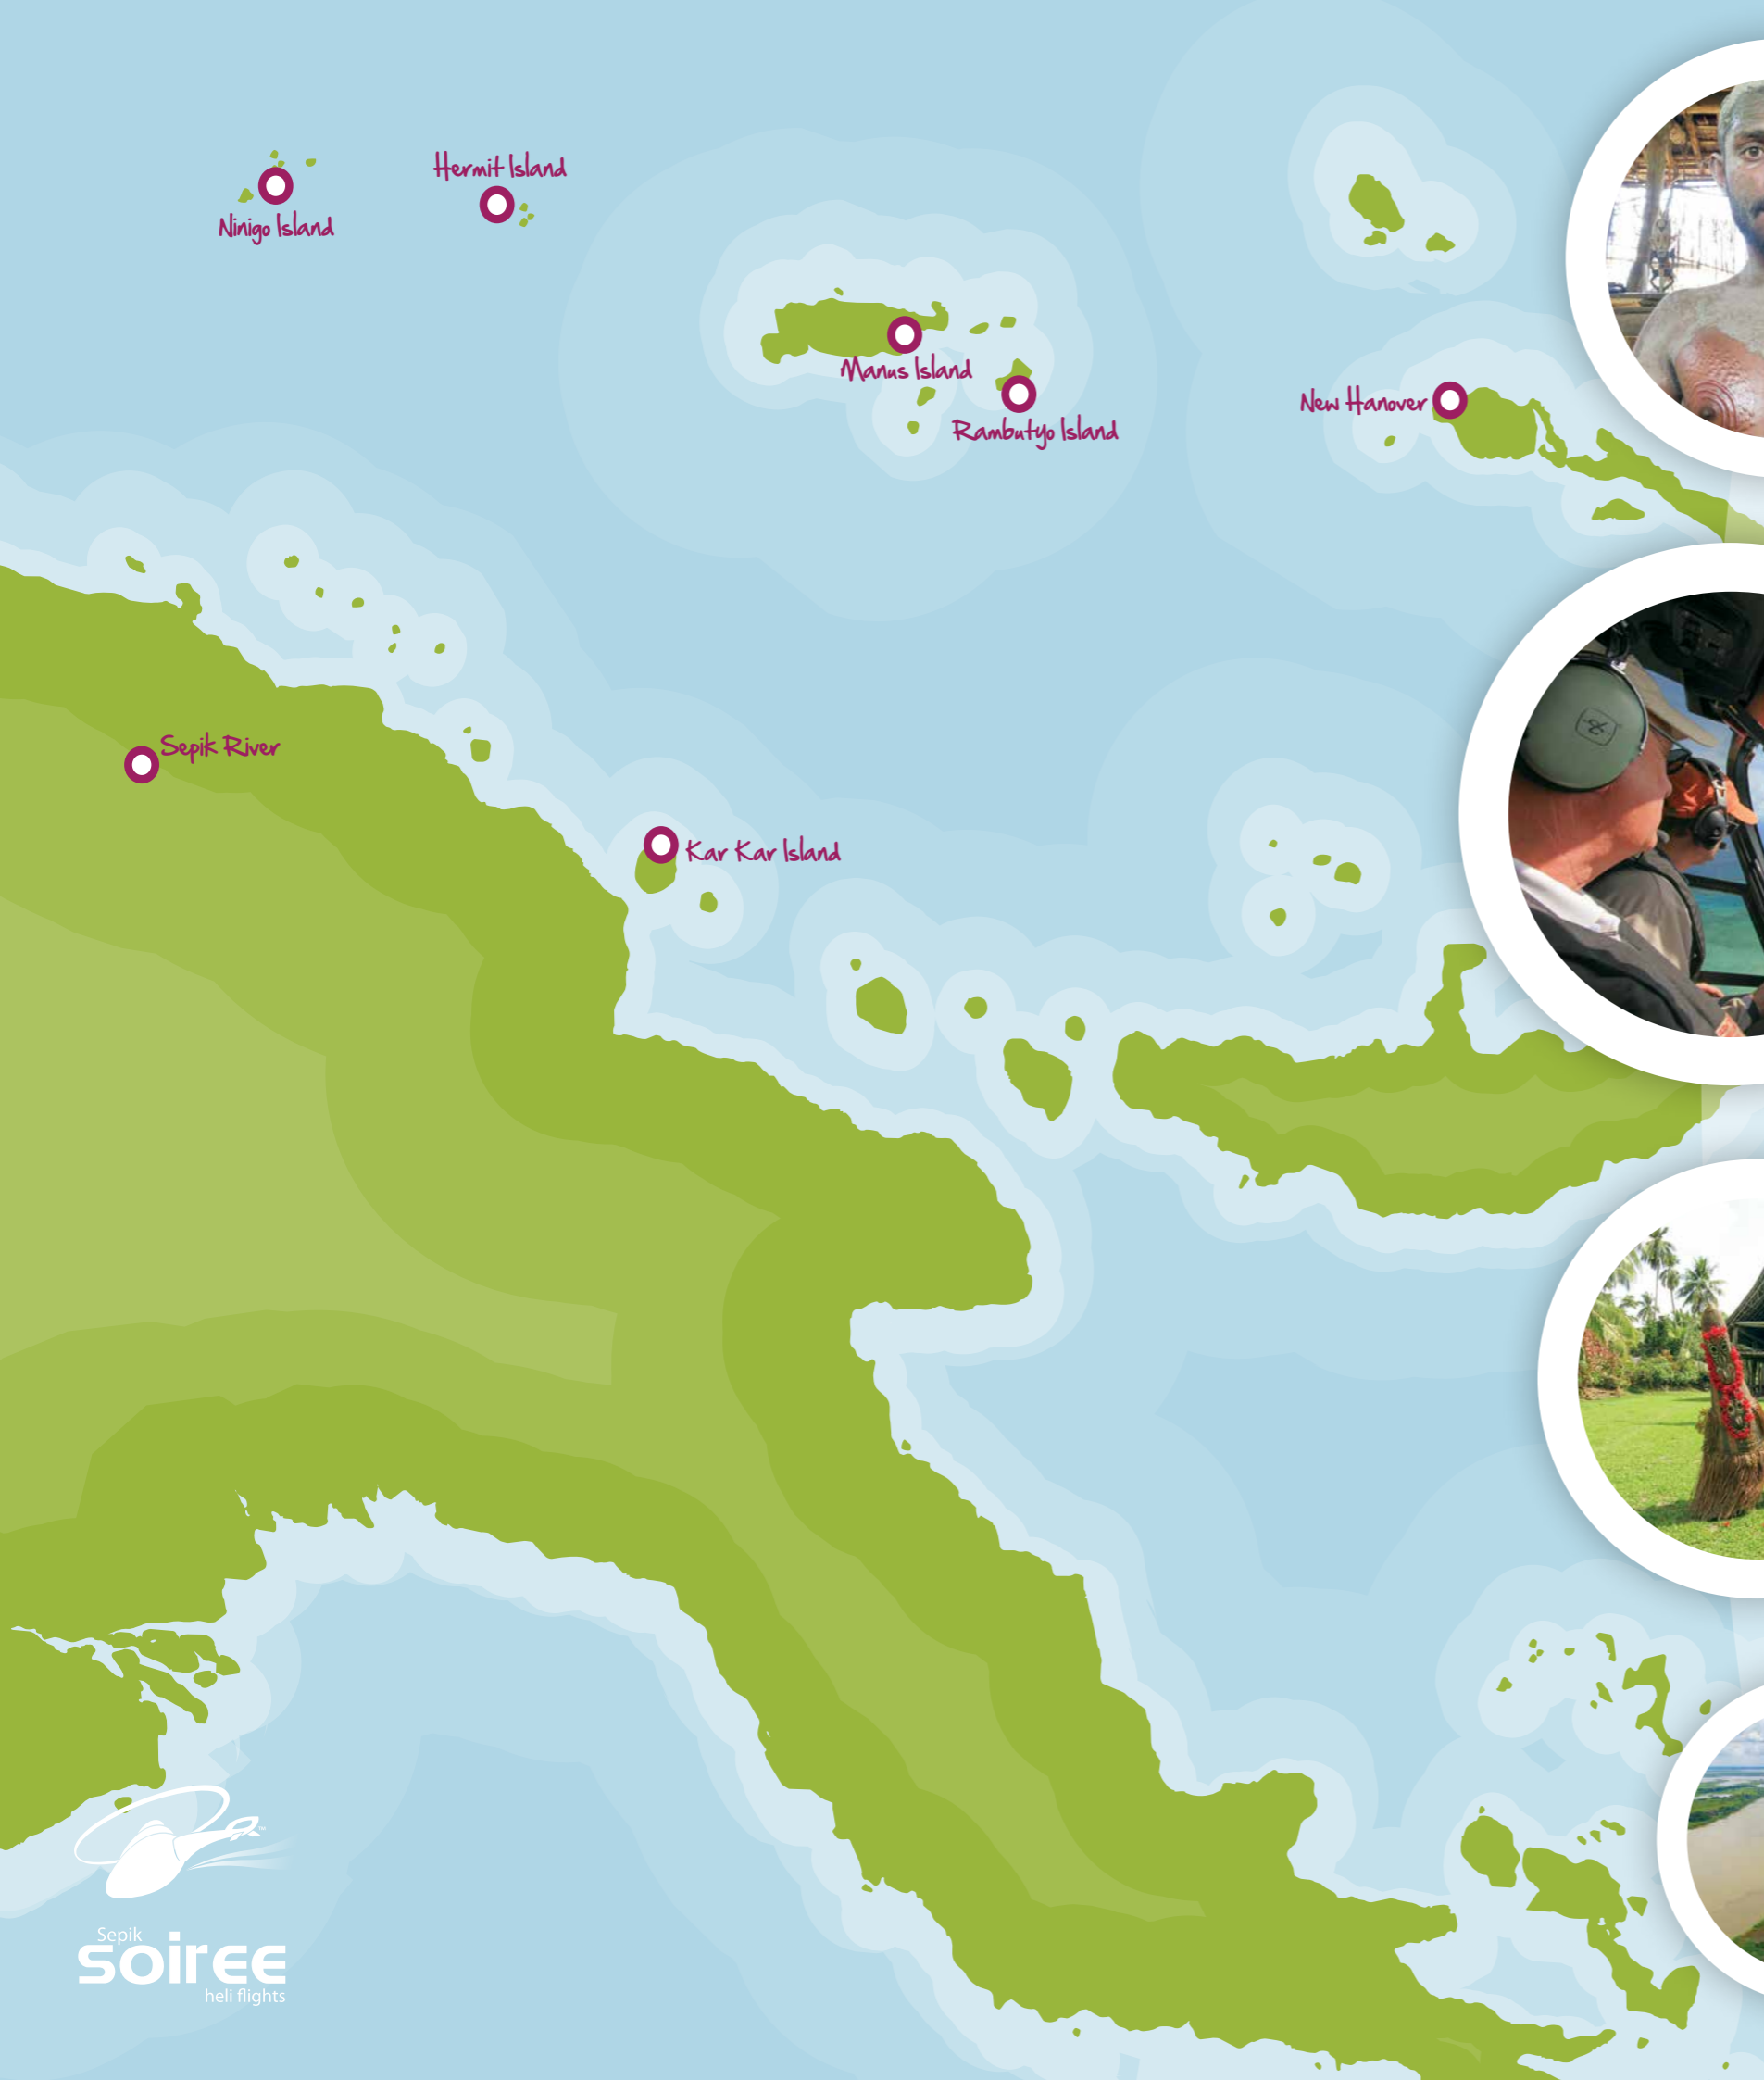 Hermit Island
Ninigo Island
Manus Island
Rambutyo Island
New Hanover
Sepik River
Kar Kar Island
Sepik
soiree
heli flights